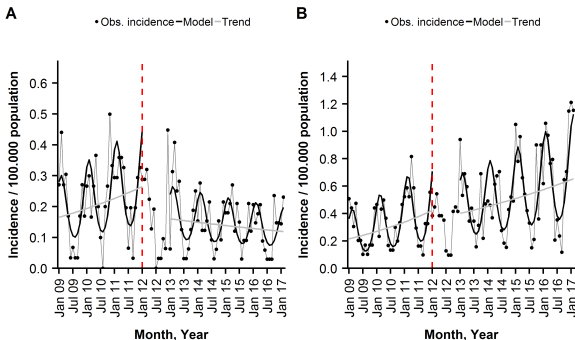 A
Obs. incidence Model Trend
Incidence / 100.000 population
0.6
0.5
0.4
0.3
0.2
0.1
0.0
Jan 09
Jul 09
Jan 10
Jul 10
Jan 11
Jul 11
Jan 12
Jul 12
Jan 13
Jul 13
Jan 14
Jul 14
Jan 15
Jul 15
Jan 16
Jul 16
Jan 17
Month, Year
B
Obs. incidence Model Trend
Incidence / 100.000 population
1.4
1.2
1.0
0.8
0.6
0.4
0.2
0.0
Jan 09
Jul 09
Jan 10
Jul 10
Jan 11
Jul 11
Jan 12
Jul 12
Jan 13
Jul 13
Jan 14
Jul 14
Jan 15
Jul 15
Jan 16
Jul 16
Jan 17
Month, Year